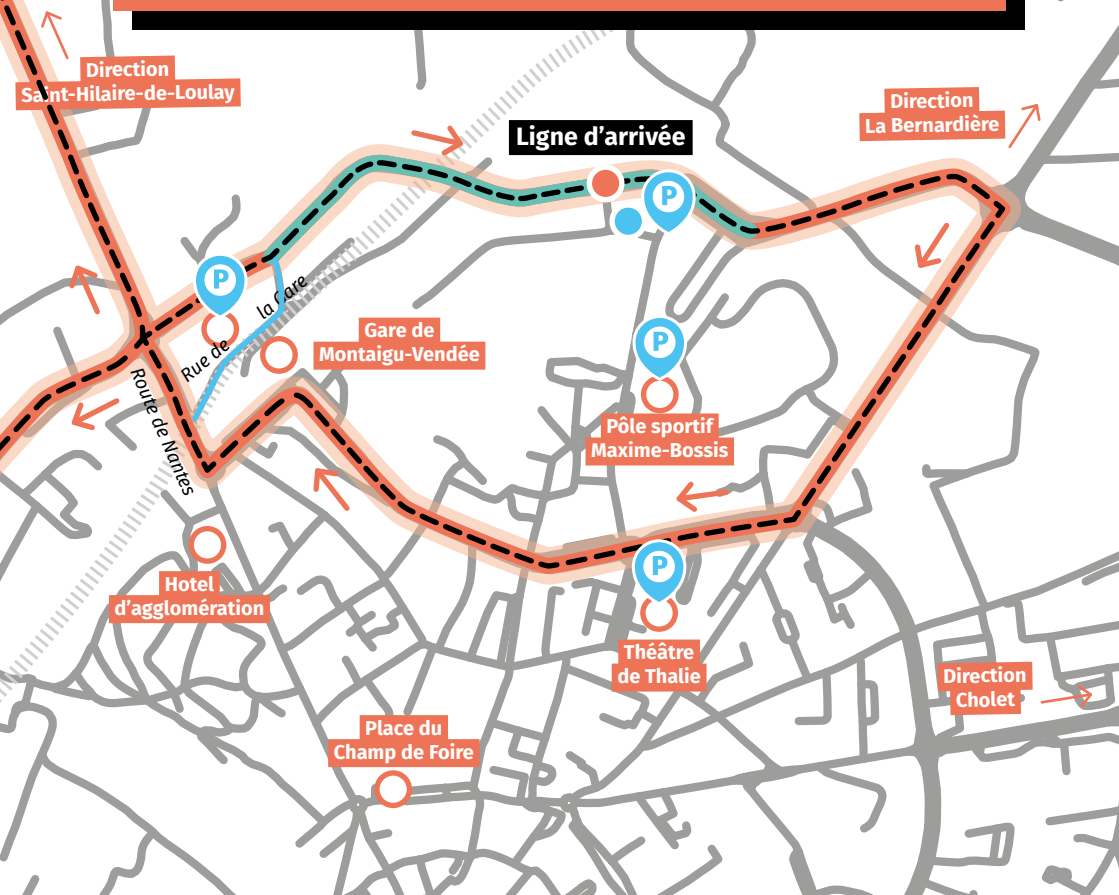 Direction
Saint-Hilaire-de-Loulay
Direction
La Bernardière
Ligne d'arrivée
P
P
la Gare
Rue de
Gare de
Montaigu-Vendée
P
Route de Nantes
Pôle sportif
Maxime-Bossis
Hotel
d'agglomération
P
Théâtre
de Thalie
Direction
Cholet
Place du
Champ de Foire